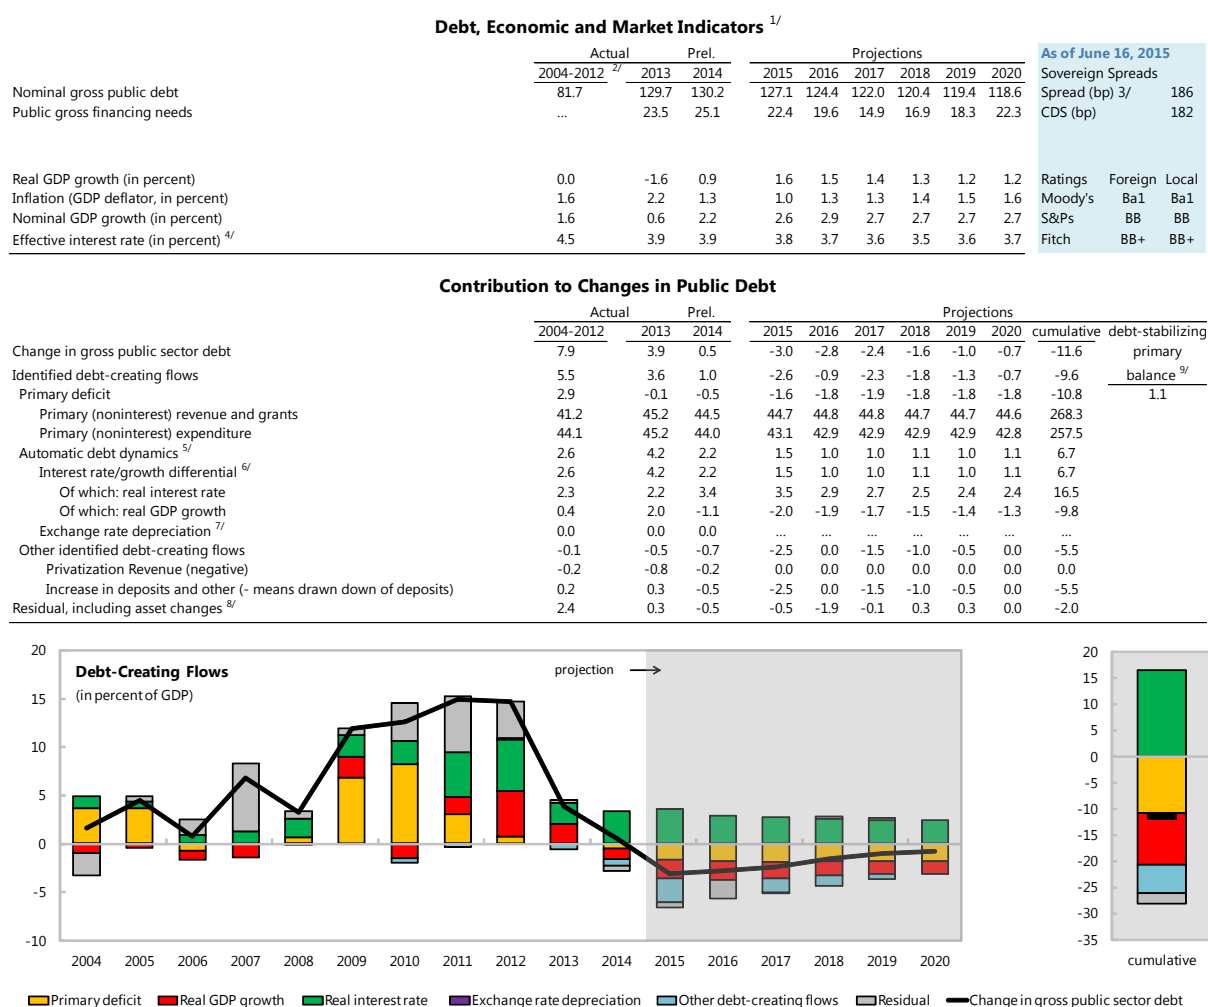 Debt, Economic and Market Indicators 1/
Actual Prel. Projections As of June 16, 2015
2004-2012 2/ 2013 2014 2015 2016 2017 2018 2019 2020 Sovereign Spreads
Nominal gross public debt 81.7 129.7 130.2 127.1 124.4 122.0 120.4 119.4 118.6 Spread (bp) 3/ 186
Public gross financing needs ... 23.5 25.1 22.4 19.6 14.9 16.9 18.3 22.3 CDS (bp) 182
Real GDP growth (in percent) 0.0 -1.6 0.9 1.6 1.5 1.4 1.3 1.2 1.2 Ratings Foreign Local
Inflation (GDP deflator, in percent) 1.6 2.2 1.3 1.0 1.3 1.3 1.4 1.5 1.6 Moody's Ba1 Ba1
Nominal GDP growth (in percent) 1.6 0.6 2.2 2.6 2.9 2.7 2.7 2.7 2.7 S&Ps BB BB
Effective interest rate (in percent) 4/ 4.5 3.9 3.9 3.8 3.7 3.6 3.5 3.6 3.7 Fitch BB+ BB+
Contribution to Changes in Public Debt
Actual Prel. Projections
2004-2012 2013 2014 2015 2016 2017 2018 2019 2020 cumulative debt-stabilizing
Change in gross public sector debt 7.9 3.9 0.5 -3.0 -2.8 -2.4 -1.6 -1.0 -0.7 -11.6 primary
Identified debt-creating flows 5.5 3.6 1.0 -2.6 -0.9 -2.3 -1.8 -1.3 -0.7 -9.6 balance 9/
Primary deficit 2.9 -0.1 -0.5 -1.6 -1.8 -1.9 -1.8 -1.8 -1.8 -10.8 1.1
Primary (noninterest) revenue and grants 41.2 45.2 44.5 44.7 44.8 44.8 44.7 44.7 44.6 268.3
Primary (noninterest) expenditure 44.1 45.2 44.0 43.1 42.9 42.9 42.9 42.9 42.8 257.5
Automatic debt dynamics 5/ 2.6 4.2 2.2 1.5 1.0 1.0 1.1 1.0 1.1 6.7
Interest rate/growth differential 6/ 2.6 4.2 2.2 1.5 1.0 1.0 1.1 1.0 1.1 6.7
Of which: real interest rate 2.3 2.2 3.4 3.5 2.9 2.7 2.5 2.4 2.4 16.5
Of which: real GDP growth 0.4 2.0 -1.1 -2.0 -1.9 -1.7 -1.5 -1.4 -1.3 -9.8
Exchange rate depreciation 7/ 0.0 0.0 0.0 ... ... ... ... ... ... ...
Other identified debt-creating flows -0.1 -0.5 -0.7 -2.5 0.0 -1.5 -1.0 -0.5 0.0 -5.5
Privatization Revenue (negative) -0.2 -0.8 -0.2 0.0 0.0 0.0 0.0 0.0 0.0 0.0
Increase in deposits and other (- means drawn down of deposits) 0.2 0.3 -0.5 -2.5 0.0 -1.5 -1.0 -0.5 0.0 -5.5
Residual, including asset changes 8/ 2.4 0.3 -0.5 -0.5 -1.9 -0.1 0.3 0.3 0.0 -2.0
Debt-Creating Flows
(in percent of GDP)
projection
20
15
10
5
0
-5
-10
2004 2005 2006 2007 2008 2009 2010 2011 2012 2013 2014 2015 2016 2017 2018 2019 2020
20
15
10
5
0
-5
-10
-15
-20
-25
-30
-35
cumulative
Primary deficit Real GDP growth Real interest rate Exchange rate depreciation Other debt-creating flows Residual Change in gross public sector debt